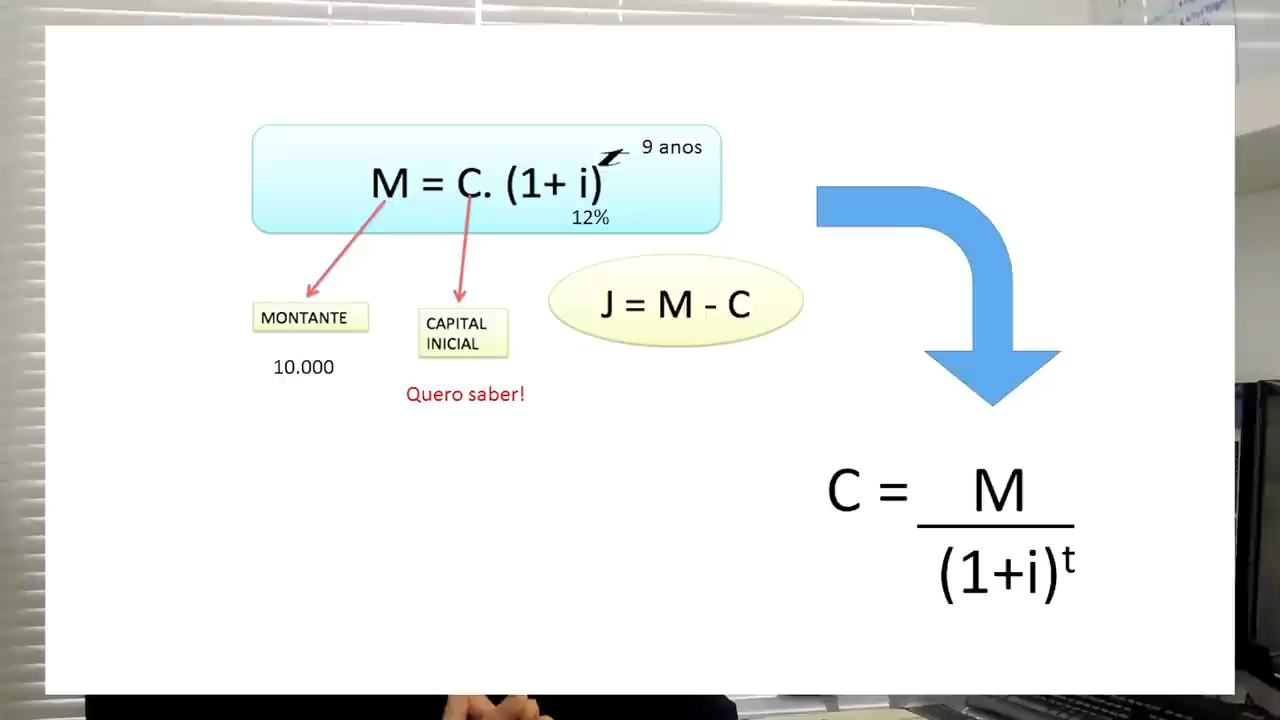 9 anos
M = C. (1+ i)^t
12%
MONTANTE
10.000
CAPITAL
INICIAL
Quero saber!
J = M - C
C = M
(1+i)^t